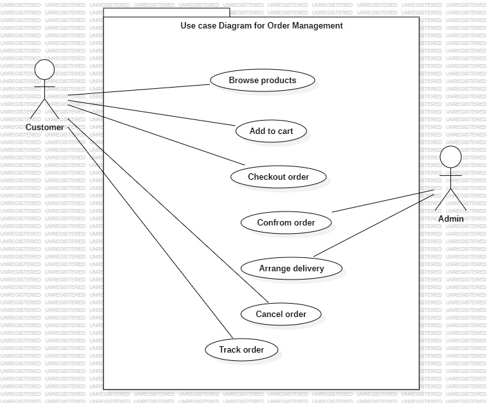 Use case Diagram for Order Management
Browse products
Customer
Add to cart
Checkout order
Admin
Confrom order
Arrange delivery
Cancel order
Track order
UNREGISTERED